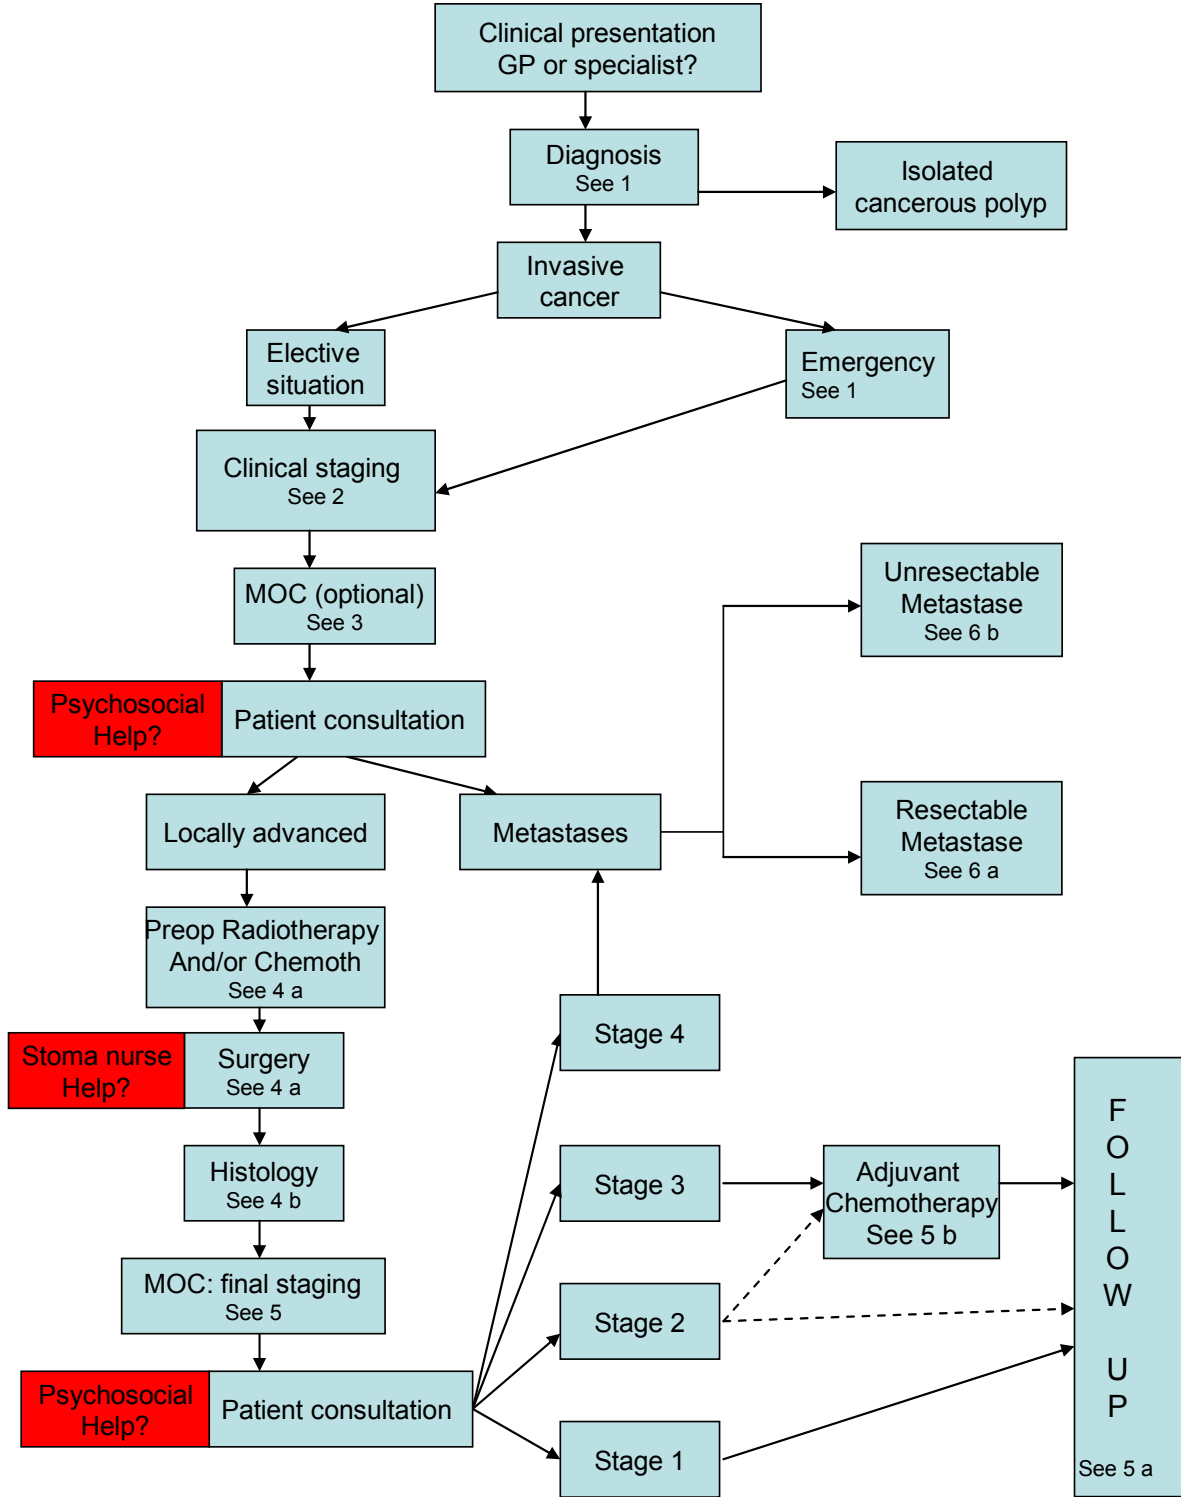 Clinical presentation
GP or specialist?
Diagnosis
See 1
Isolated
cancerous polyp
Invasive
cancer
Elective
situation
Emergency
See 1
Clinical staging
See 2
MOC (optional)
See 3
Unresectable
Metastase
See 6 b
Psychosocial
Help?
Patient consultation
Locally advanced
Metastases
Resectable
Metastase
See 6 a
Preop Radiotherapy
And/or Chemoth
See 4 a
Stoma nurse
Help?
Surgery
See 4 a
Stage 4
Histology
See 4 b
Stage 3
Adjuvant
Chemotherapy
See 5 b
MOC: final staging
See 5
Stage 2
Psychosocial
Help?
Patient consultation
Stage 1
F
O
L
L
O
W
U
P
See 5 a